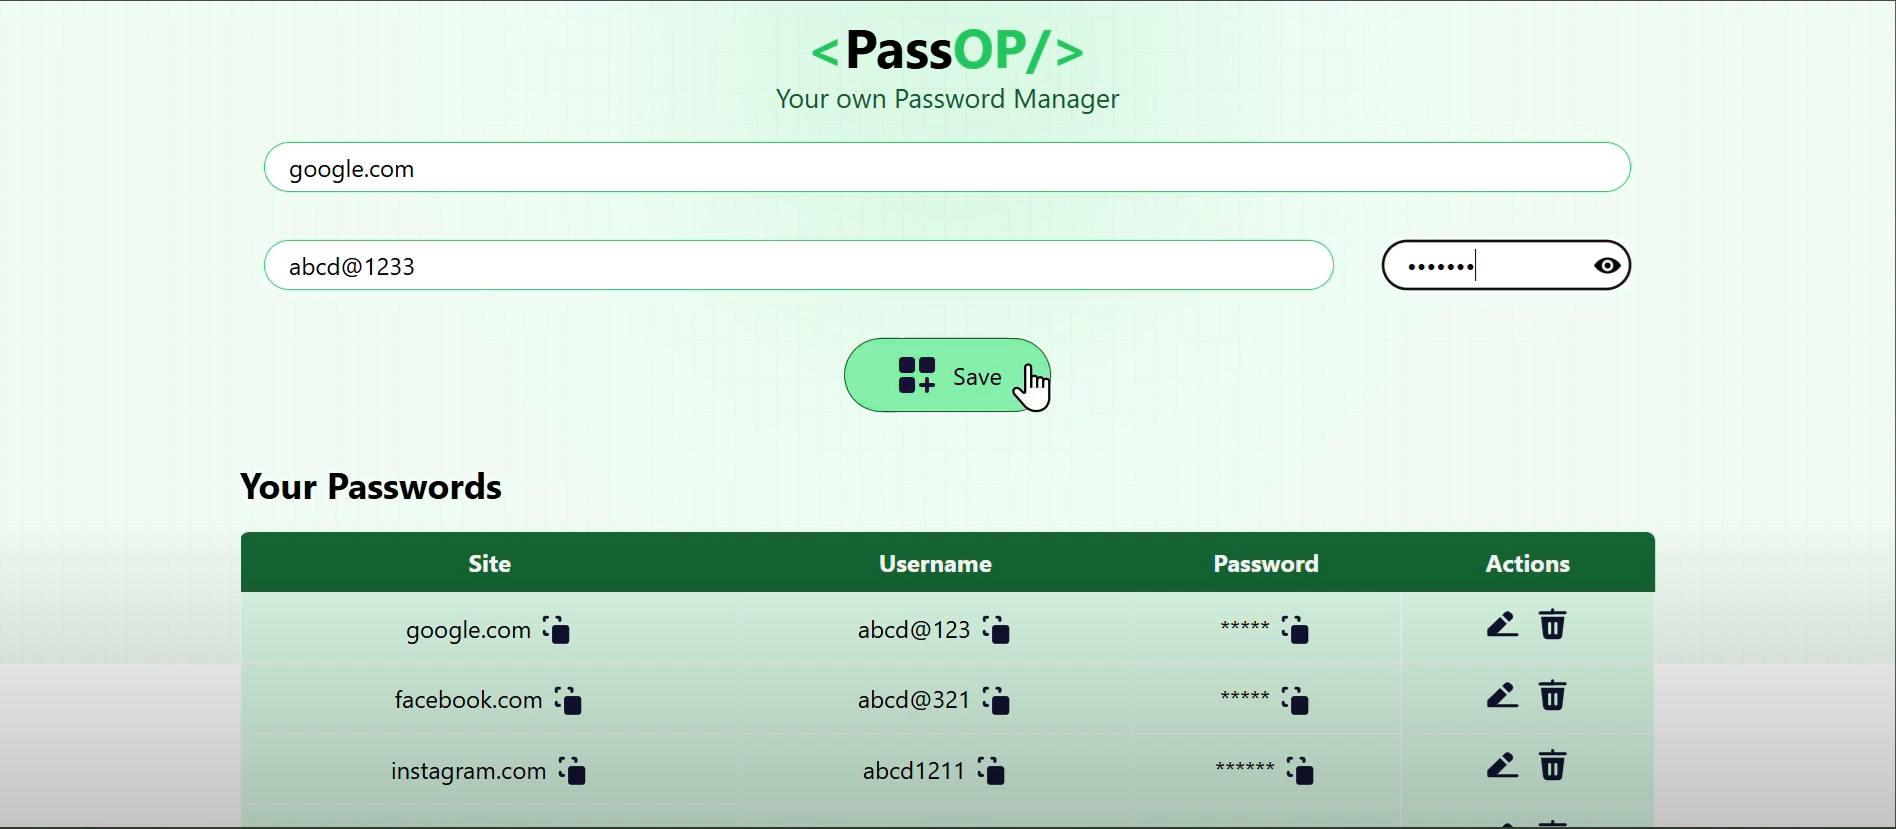 <PassOP/>
Your own Password Manager
google.com
abcd@1233
•••••••
Save
Your Passwords
Site Username Password Actions
google.com abcd@123 *****
facebook.com abcd@321 *****
instagram.com abcd1211 ******